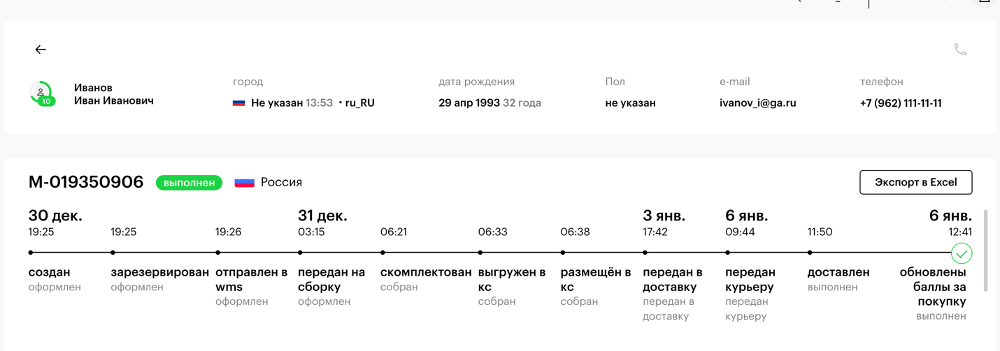 Иванов
Иван Иванович
10
город
Не указан 13:53 • ru_RU
дата рождения
29 апр 1993 32 года
Пол
не указан
e-mail
ivanov_i@ga.ru
телефон
+7 (962) 111-11-11
М-019350906 выполнен Россия
Экспорт в Excel
30 дек.
19:25
создан
оформлен
19:25
зарезервирован
оформлен
19:26
отправлен в
wms
оформлен
31 дек.
03:15
передан на
сборку
оформлен
06:21
скомплектован
собран
06:33
выгружен в
кс
собран
06:38
размещён в
кс
собран
3 янв.
17:42
передан в
доставку
передан в
доставку
6 янв.
09:44
передан
курьеру
передан
курьеру
11:50
доставлен
выполнен
6 янв.
12:41
обновлены
баллы за
покупку
выполнен